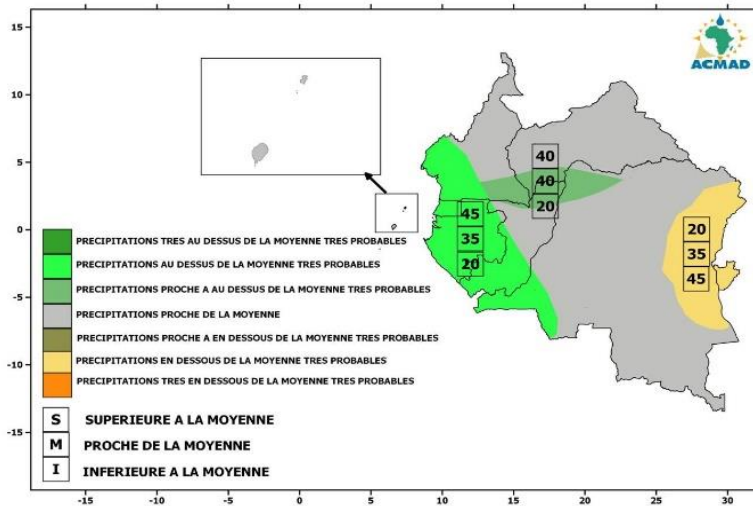 ACMAD
15
10
5
0
-5
-10
-15
40
40
20
45
35
20
20
35
45
PRECIPITATIONS TRES AU DESSUS DE LA MOYENNE TRES PROBABLES
PRECIPITATIONS AU DESSUS DE LA MOYENNE TRES PROBABLES
PRECIPITATIONS PROCHE A AU DESSUS DE LA MOYENNE TRES PROBABLES
PRECIPITATIONS PROCHE DE LA MOYENNE
PRECIPITATIONS PROCHE A EN DESSOUS DE LA MOYENNE TRES PROBABLES
PRECIPITATIONS EN DESSOUS DE LA MOYENNE TRES PROBABLES
PRECIPITATIONS TRES EN DESSOUS DE LA MOYENNE TRES PROBABLES
S SUPERIEURE A LA MOYENNE
M PROCHE DE LA MOYENNE
I INFERIEURE A LA MOYENNE
-15 -10 -5 0 5 10 15 20 25 30